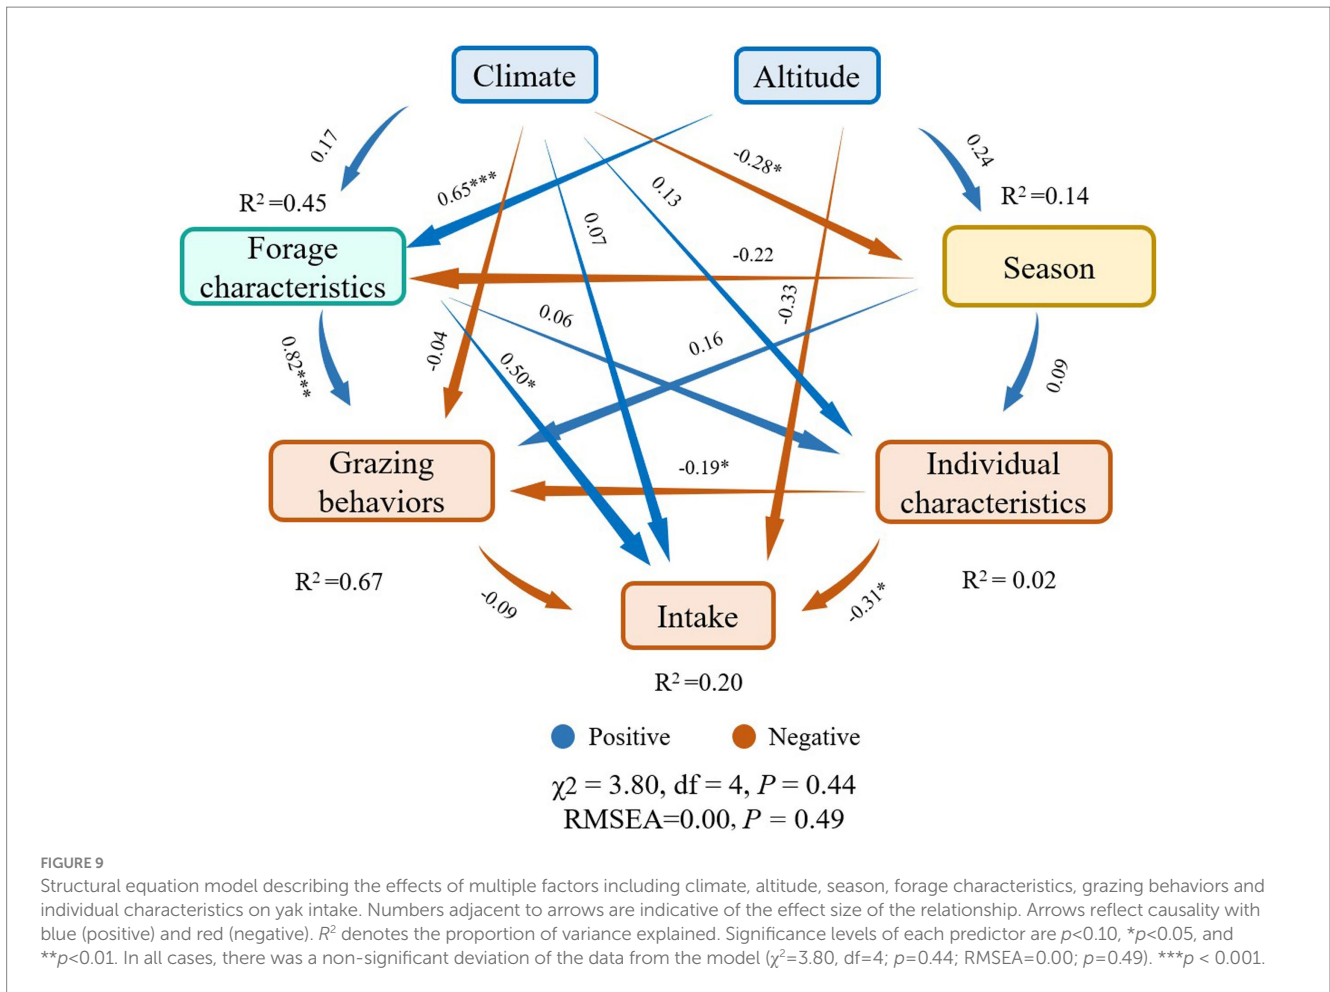 Climate
Altitude
0.17
0.65***
-0.28*
0.13
0.24
R² =0.45
R² =0.14
0.07
Forage
characteristics
-0.22
Season
0.06
-0.33
0.16
-0.04
0.82***
0.50*
0.09
Grazing
behaviors
-0.19*
Individual
characteristics
R² =0.67
R² = 0.02
-0.09
-0.31*
Intake
R² =0.20
Positive
Negative
χ2 = 3.80, df = 4, P = 0.44
RMSEA=0.00, P = 0.49
FIGURE 9
Structural equation model describing the effects of multiple factors including climate, altitude, season, forage characteristics, grazing behaviors and
individual characteristics on yak intake. Numbers adjacent to arrows are indicative of the effect size of the relationship. Arrows reflect causality with
blue (positive) and red (negative). R² denotes the proportion of variance explained. Significance levels of each predictor are p<0.10, *p<0.05, and
**p<0.01. In all cases, there was a non-significant deviation of the data from the model (χ²=3.80, df=4; p=0.44; RMSEA=0.00; p=0.49). ***p < 0.001.